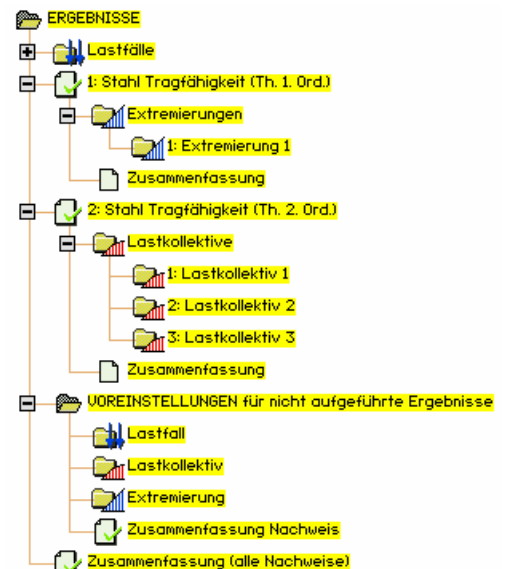 ERGEBNISSE
Lastfälle
1: Stahl Tragfähigkeit (Th. 1. Ord.)
Extremierungen
1: Extremierung 1
Zusammenfassung
2: Stahl Tragfähigkeit (Th. 2. Ord.)
Lastkollektive
1: Lastkollektiv 1
2: Lastkollektiv 2
3: Lastkollektiv 3
Zusammenfassung
VOREINSTELLUNGEN für nicht aufgeführte Ergebnisse
Lastfall
Lastkollektiv
Extremierung
Zusammenfassung Nachweis
Zusammenfassung (alle Nachweise)